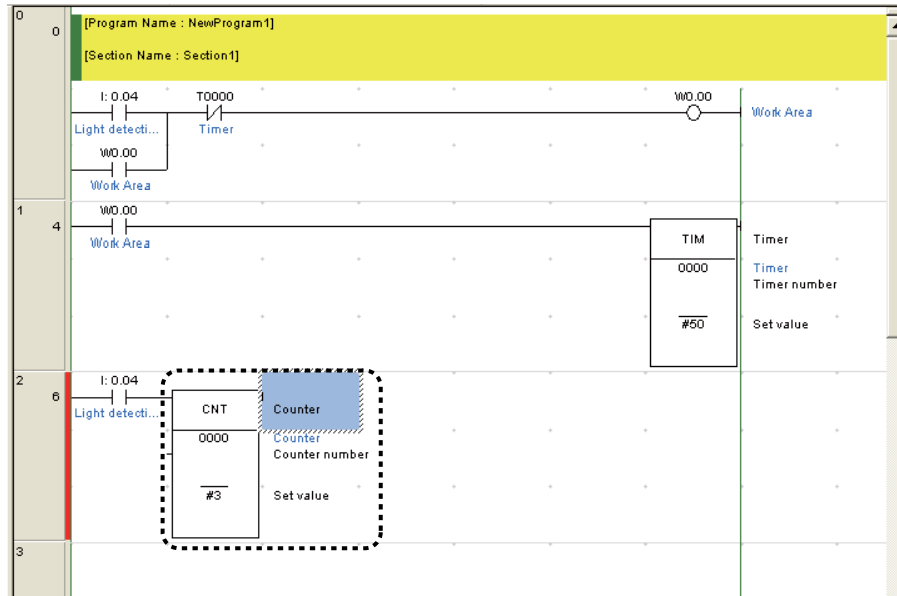 0
0
[Program Name : NewProgram1]
[Section Name : Section1]
I: 0.04
T0000
W0.00
Light detecti...
Timer
Work Area
W0.00
Work Area
1
4
W0.00
Work Area
TIM
Timer
0000
Timer
Timer number
#50
Set value
2
6
I: 0.04
Light detecti...
CNT
Counter
0000
Counter
Counter number
#3
Set value
3